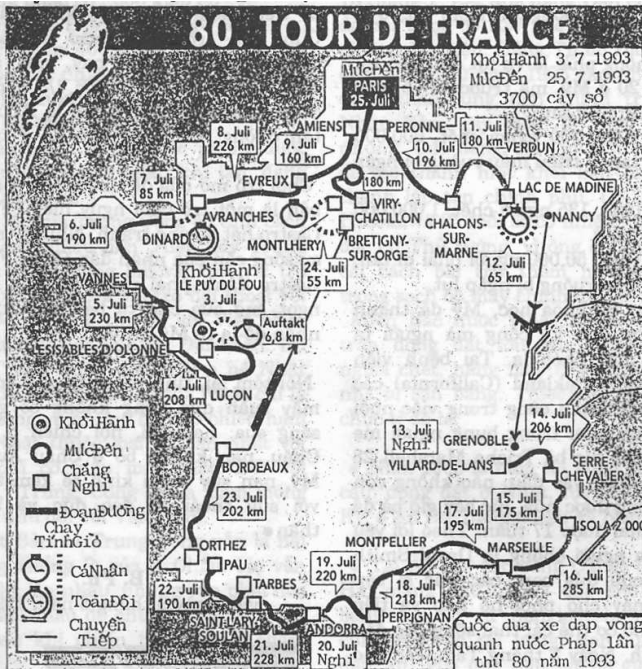 80. TOUR DE FRANCE
KhởiHành 3.7.1993
MứcĐến 25.7.1993
3700 cây số
MứcĐến
PARIS
25. Juli
8. Juli
226 km
9. Juli
160 km
AMIENS
PERONNE
10. Juli
196 km
11. Juli
180 km
VERDUN
7. Juli
85 km
EVREUX
180 km
LAC DE MADINE
6. Juli
190 km
AVRANCHES
VIRY-
CHATILLON
NANCY
DINARD
MONTLHERY
BRETIGNY-
SUR-ORGE
CHALONS-
SUR-
MARNE
12. Juli
65 km
KhởiHành
LE PUY DU FOU
3. Juli
24. Juli
55 km
VANNES
5. Juli
230 km
Auftakt
6,8 km
LESSABLES D'OLONNE
4. Juli
208 km
LUÇON
13. Juli
Nghỉ
14. Juli
206 km
GRENOBLE
VILLARD-DE-LANS
SERRE
CHEVALIER
KhởiHành
MứcĐến
Chặng
Nghỉ
ĐoạnĐường
Chạy
TínhGiờ
CáNhân
ToànĐội
Chuyển
Tiếp
BORDEAUX
23. Juli
202 km
15. Juli
175 km
17. Juli
195 km
ISOLA 2 000
ORTHEZ
PAU
MONTPELLIER
MARSEILLE
19. Juli
220 km
16. Juli
285 km
22. Juli
190 km
TARBES
18. Juli
218 km
SAINT-LARY-
SOULAN
ANDORRA
PERPIGNAN
21. Juli
228 km
20. Juli
Nghỉ
Cuộc đua xe đạp vòng
quanh nước Pháp lần
thứ 80 năm 1993